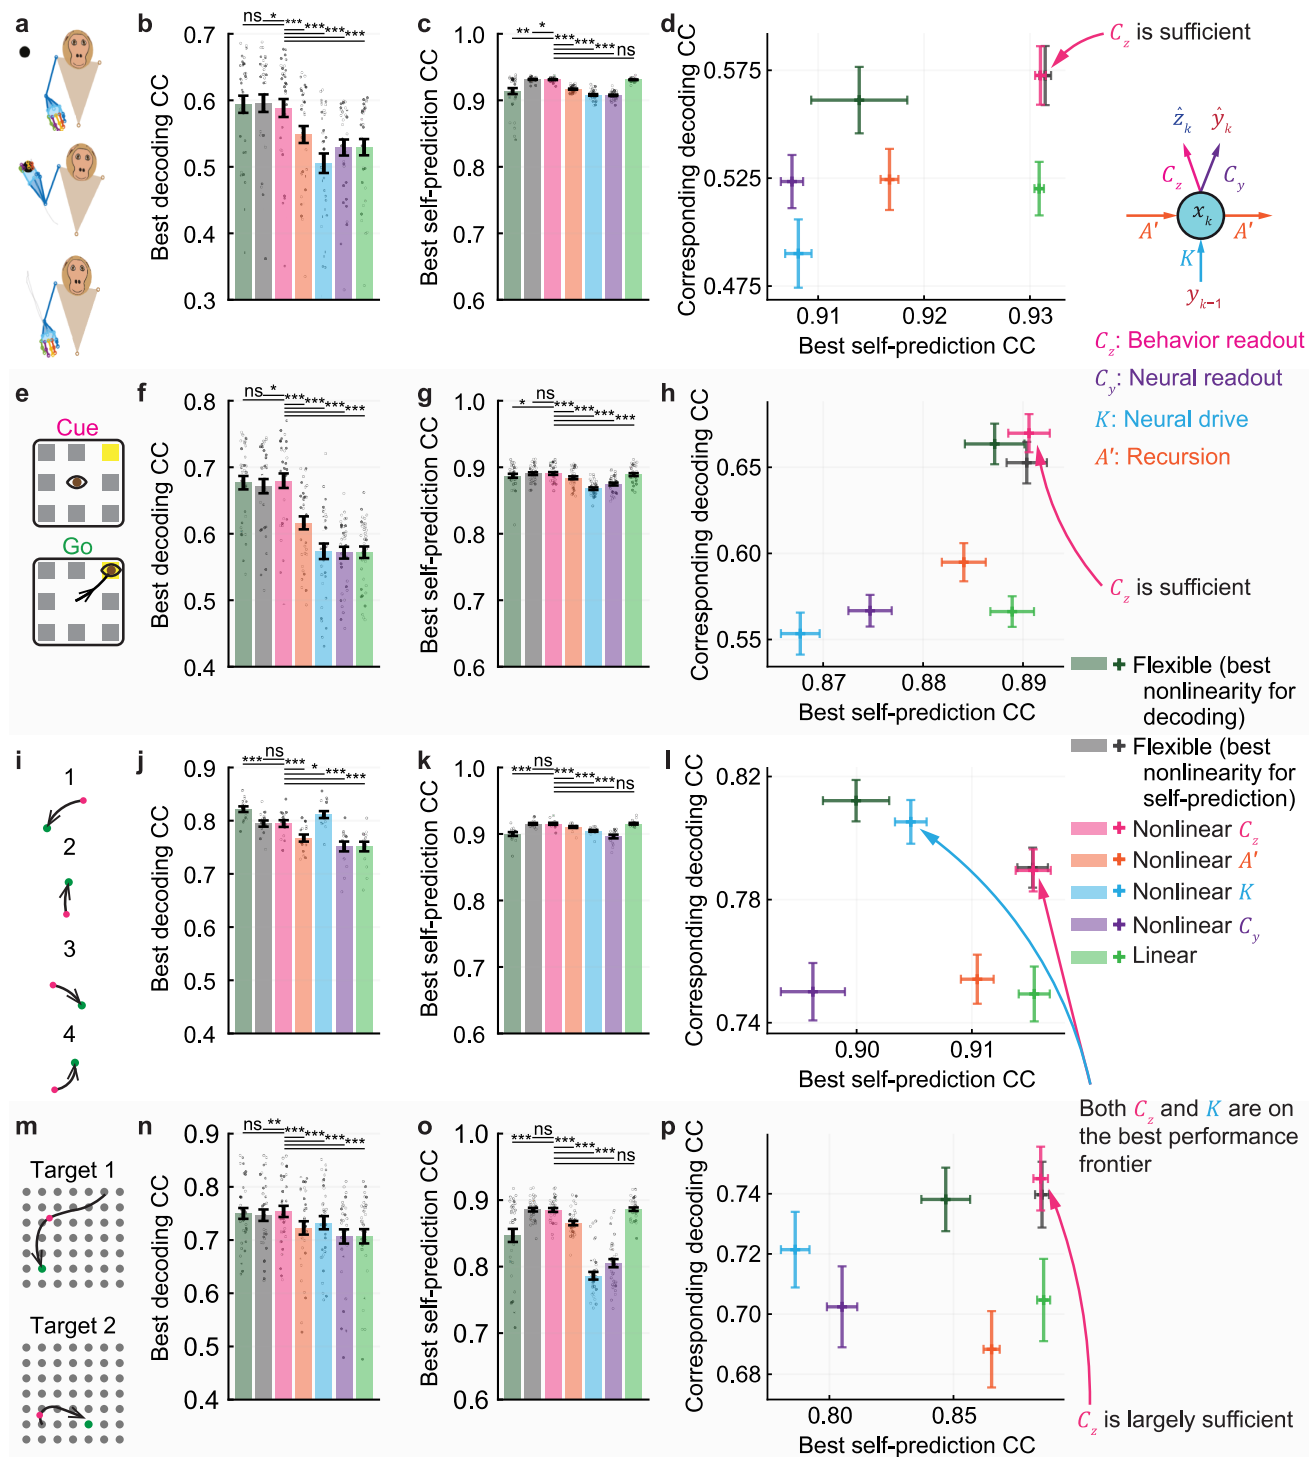 a
b
Best decoding CC
0.7
0.6
0.5
0.4
0.3
ns
*
***
***
***
***
c
Best self-prediction CC
1.0
0.9
0.8
0.7
0.6
**
*
***
***
***
ns
d
Corresponding decoding CC
0.575
0.525
0.475
0.91
0.92
0.93
Best self-prediction CC
C_z is sufficient
ẑ_k
ŷ_k
C_z
C_y
x_k
A'
A'
K
y_{k−1}
C_z: Behavior readout
C_y: Neural readout
K: Neural drive
A': Recursion
e
Cue
Go
f
Best decoding CC
0.8
0.7
0.6
0.5
0.4
ns
*
***
***
***
***
g
Best self-prediction CC
1.0
0.9
0.8
0.7
0.6
*
ns
***
***
***
***
h
Corresponding decoding CC
0.65
0.60
0.55
0.87
0.88
0.89
Best self-prediction CC
C_z is sufficient
Flexible (best
nonlinearity for
decoding)
Flexible (best
nonlinearity for
self-prediction)
Nonlinear C_z
Nonlinear A'
Nonlinear K
Nonlinear C_y
Linear
i
1
2
3
4
j
Best decoding CC
0.9
0.8
0.7
0.6
0.5
0.4
***
ns
***
*
***
***
k
Best self-prediction CC
1.0
0.9
0.8
0.7
0.6
***
ns
***
***
***
ns
l
Corresponding decoding CC
0.82
0.78
0.74
0.90
0.91
Best self-prediction CC
Both C_z and K are on
the best performance
frontier
m
Target 1
Target 2
n
Best decoding CC
0.9
0.8
0.7
0.6
0.5
0.4
ns
**
***
***
***
***
o
Best self-prediction CC
1.0
0.9
0.8
0.7
0.6
***
ns
***
***
***
ns
p
Corresponding decoding CC
0.74
0.72
0.70
0.68
0.80
0.85
Best self-prediction CC
C_z is largely sufficient